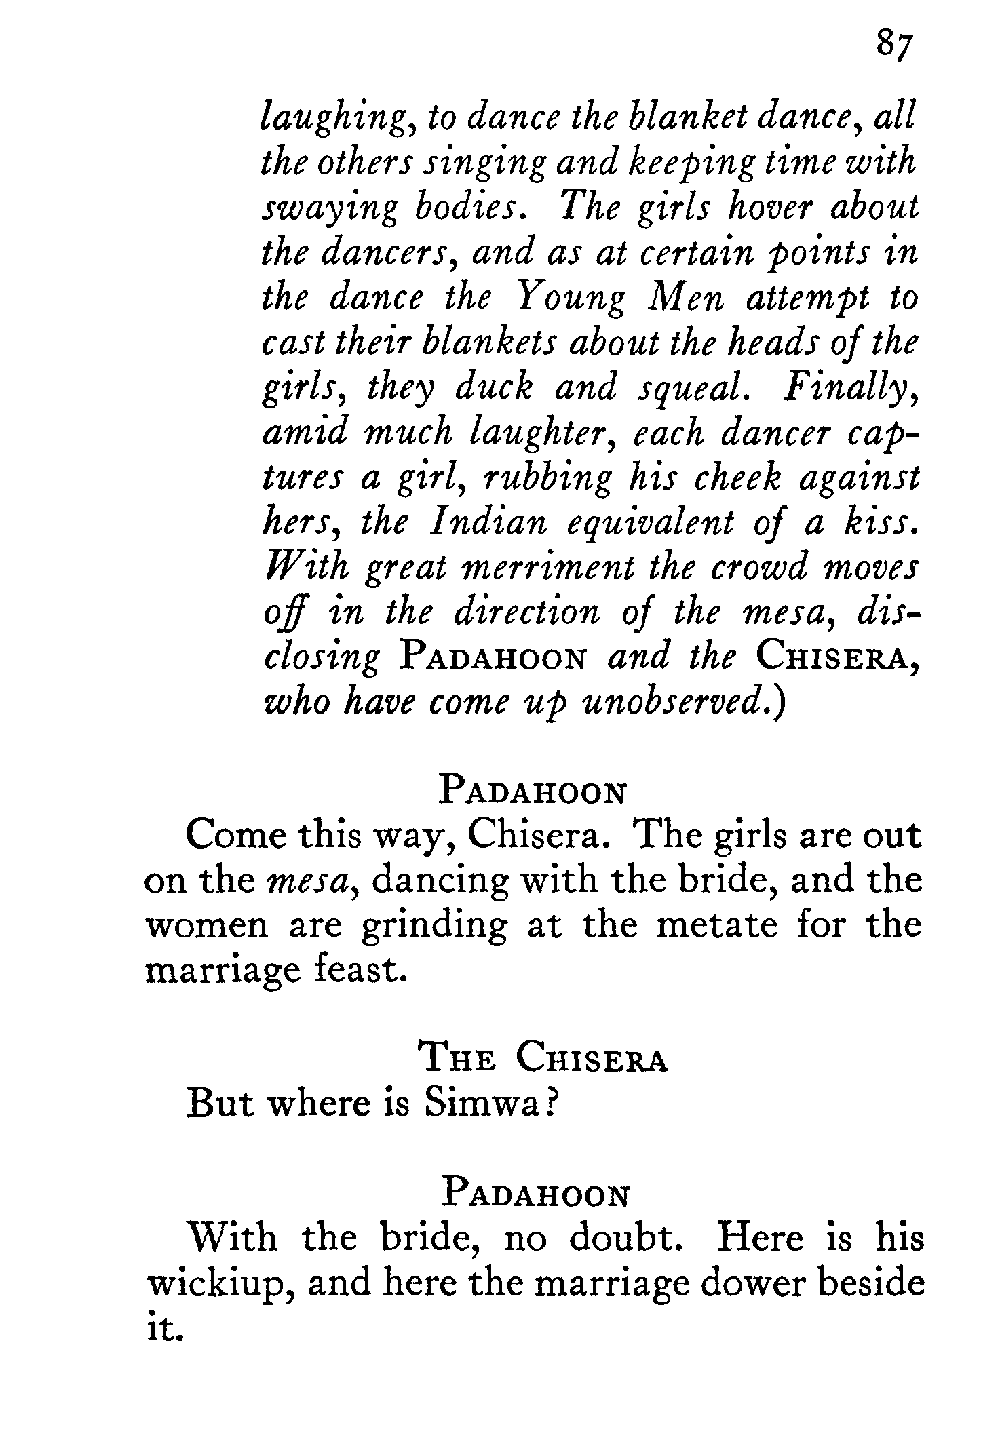 87
laughing, to dance the blanket dance, all
the others singing and keeping time with
swaying bodies. The girls hover about
the dancers, and as at certain points in
the dance the Young Men attempt to
cast their blankets about the heads of the
girls, they duck and squeal. Finally,
amid much laughter, each dancer cap-
tures a girl, rubbing his cheek against
hers, the Indian equivalent of a kiss.
With great merriment the crowd moves
off in the direction of the mesa, dis-
closing PADAHOON and the CHISERA,
who have come up unobserved.)
PADAHOON
Come this way, Chisera. The girls are out
on the mesa, dancing with the bride, and the
women are grinding at the metate for the
marriage feast.
THE CHISERA
But where is Simwa?
PADAHOON
With the bride, no doubt. Here is his
wickiup, and here the marriage dower beside
it.